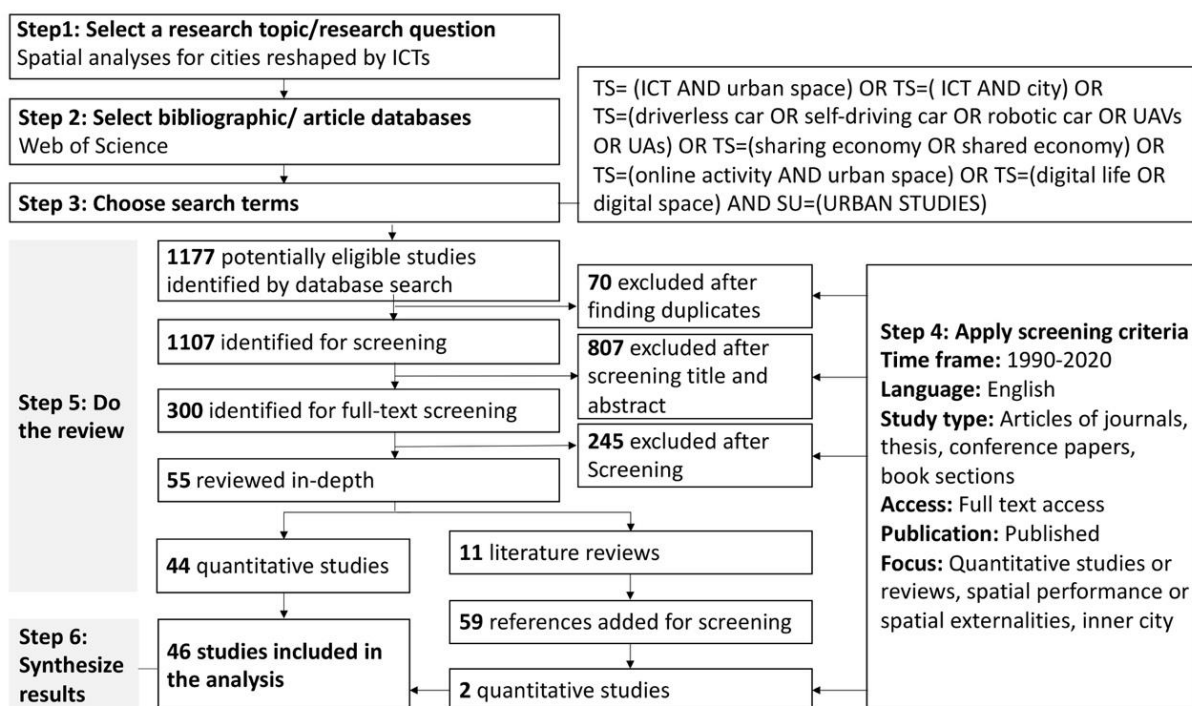 Step1: Select a research topic/research question
Spatial analyses for cities reshaped by ICTs
Step 2: Select bibliographic/ article databases
Web of Science
Step 3: Choose search terms
TS= (ICT AND urban space) OR TS=( ICT AND city) OR
TS=(driverless car OR self-driving car OR robotic car OR UAVs
OR UAs) OR TS=(sharing economy OR shared economy) OR
TS=(online activity AND urban space) OR TS=(digital life OR
digital space) AND SU=(URBAN STUDIES)
Step 5: Do
the review
1177 potentially eligible studies
identified by database search
70 excluded after
finding duplicates
1107 identified for screening
807 excluded after
screening title and
abstract
300 identified for full-text screening
245 excluded after
Screening
55 reviewed in-depth
44 quantitative studies
11 literature reviews
59 references added for screening
2 quantitative studies
Step 4: Apply screening criteria
Time frame: 1990-2020
Language: English
Study type: Articles of journals,
thesis, conference papers,
book sections
Access: Full text access
Publication: Published
Focus: Quantitative studies or
reviews, spatial performance or
spatial externalities, inner city
Step 6:
Synthesize
results
46 studies included in
the analysis